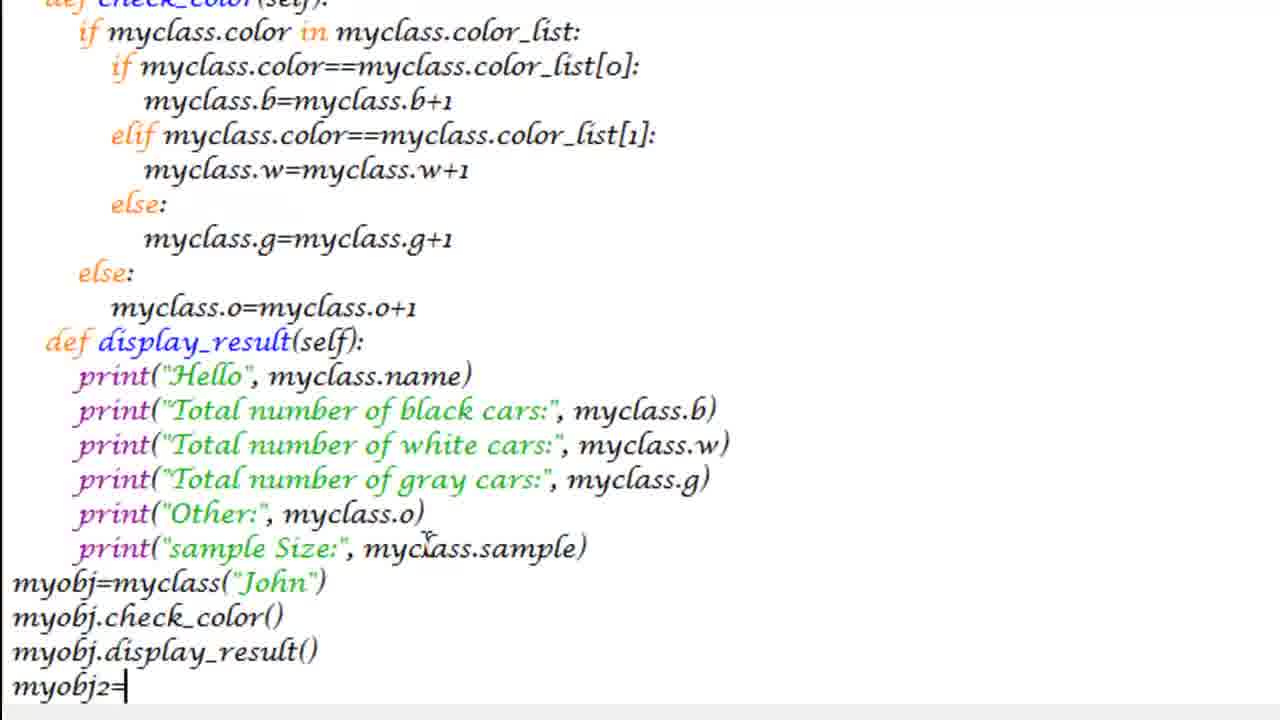 def check_color(self):
if myclass.color in myclass.color_list:
if myclass.color==myclass.color_list[0]:
myclass.b=myclass.b+1
elif myclass.color==myclass.color_list[1]:
myclass.w=myclass.w+1
else:
myclass.g=myclass.g+1
else:
myclass.o=myclass.o+1
def display_result(self):
print("Hello", myclass.name)
print("Total number of black cars:", myclass.b)
print("Total number of white cars:", myclass.w)
print("Total number of gray cars:", myclass.g)
print("Other:", myclass.o)
print("sample Size:", myclass.sample)
myobj=myclass("John")
myobj.check_color()
myobj.display_result()
myobj2=